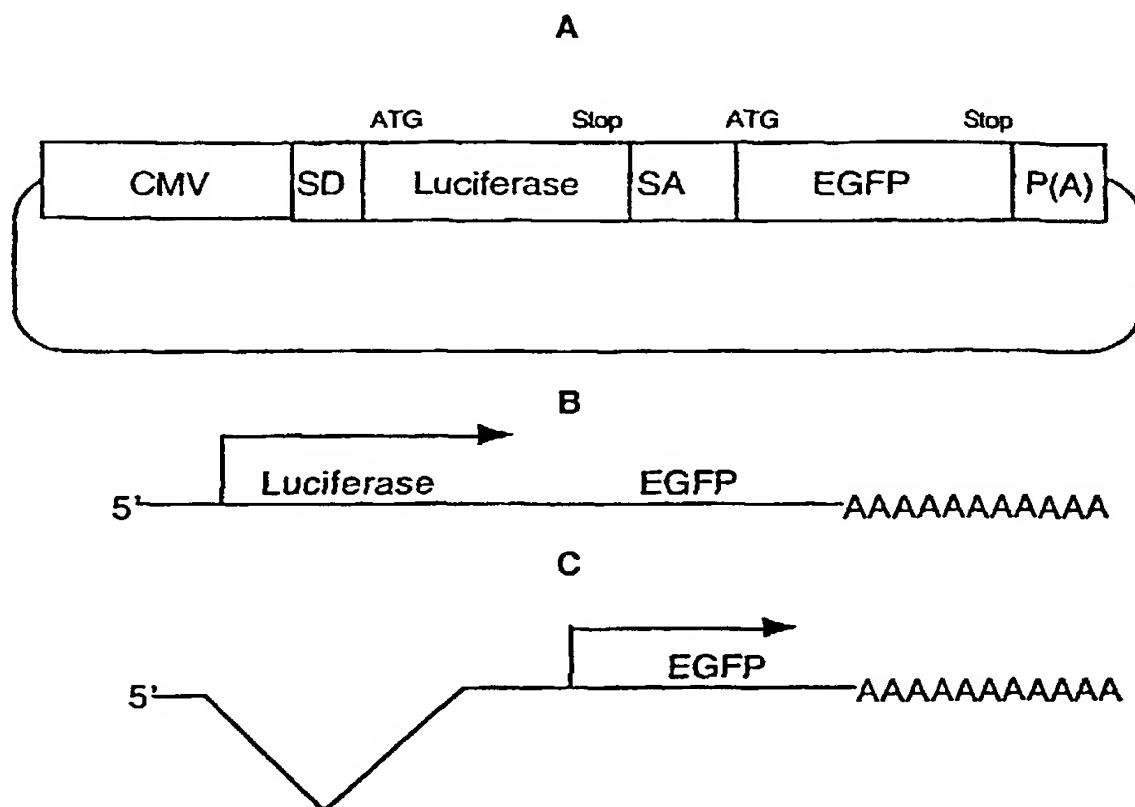 A
ATG Stop ATG Stop
CMV SD Luciferase SA EGFP P(A)
B
Luciferase EGFP
5' AAAAAAAAAAA
C
EGFP
5' AAAAAAAAAAA